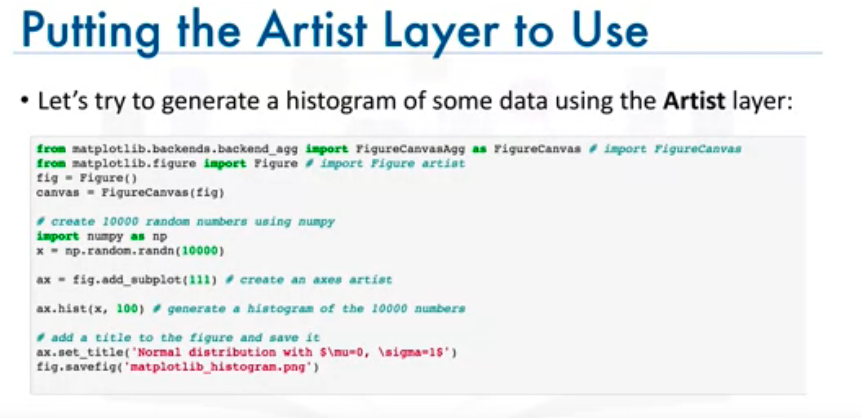 Putting the Artist Layer to Use
• Let's try to generate a histogram of some data using the Artist layer:
from matplotlib.backends.backend_agg import FigureCanvasAgg as FigureCanvas # import FigureCanvas
from matplotlib.figure import Figure # import Figure artist
fig = Figure()
canvas = FigureCanvas(fig)
# create 10000 random numbers using numpy
import numpy as np
x = np.random.randn(10000)
ax = fig.add_subplot(111) # create an axes artist
ax.hist(x, 100) # generate a histogram of the 10000 numbers
# add a title to the figure and save it
ax.set_title('Normal distribution with $\mu=0, \sigma=1$')
fig.savefig('matplotlib_histogram.png')